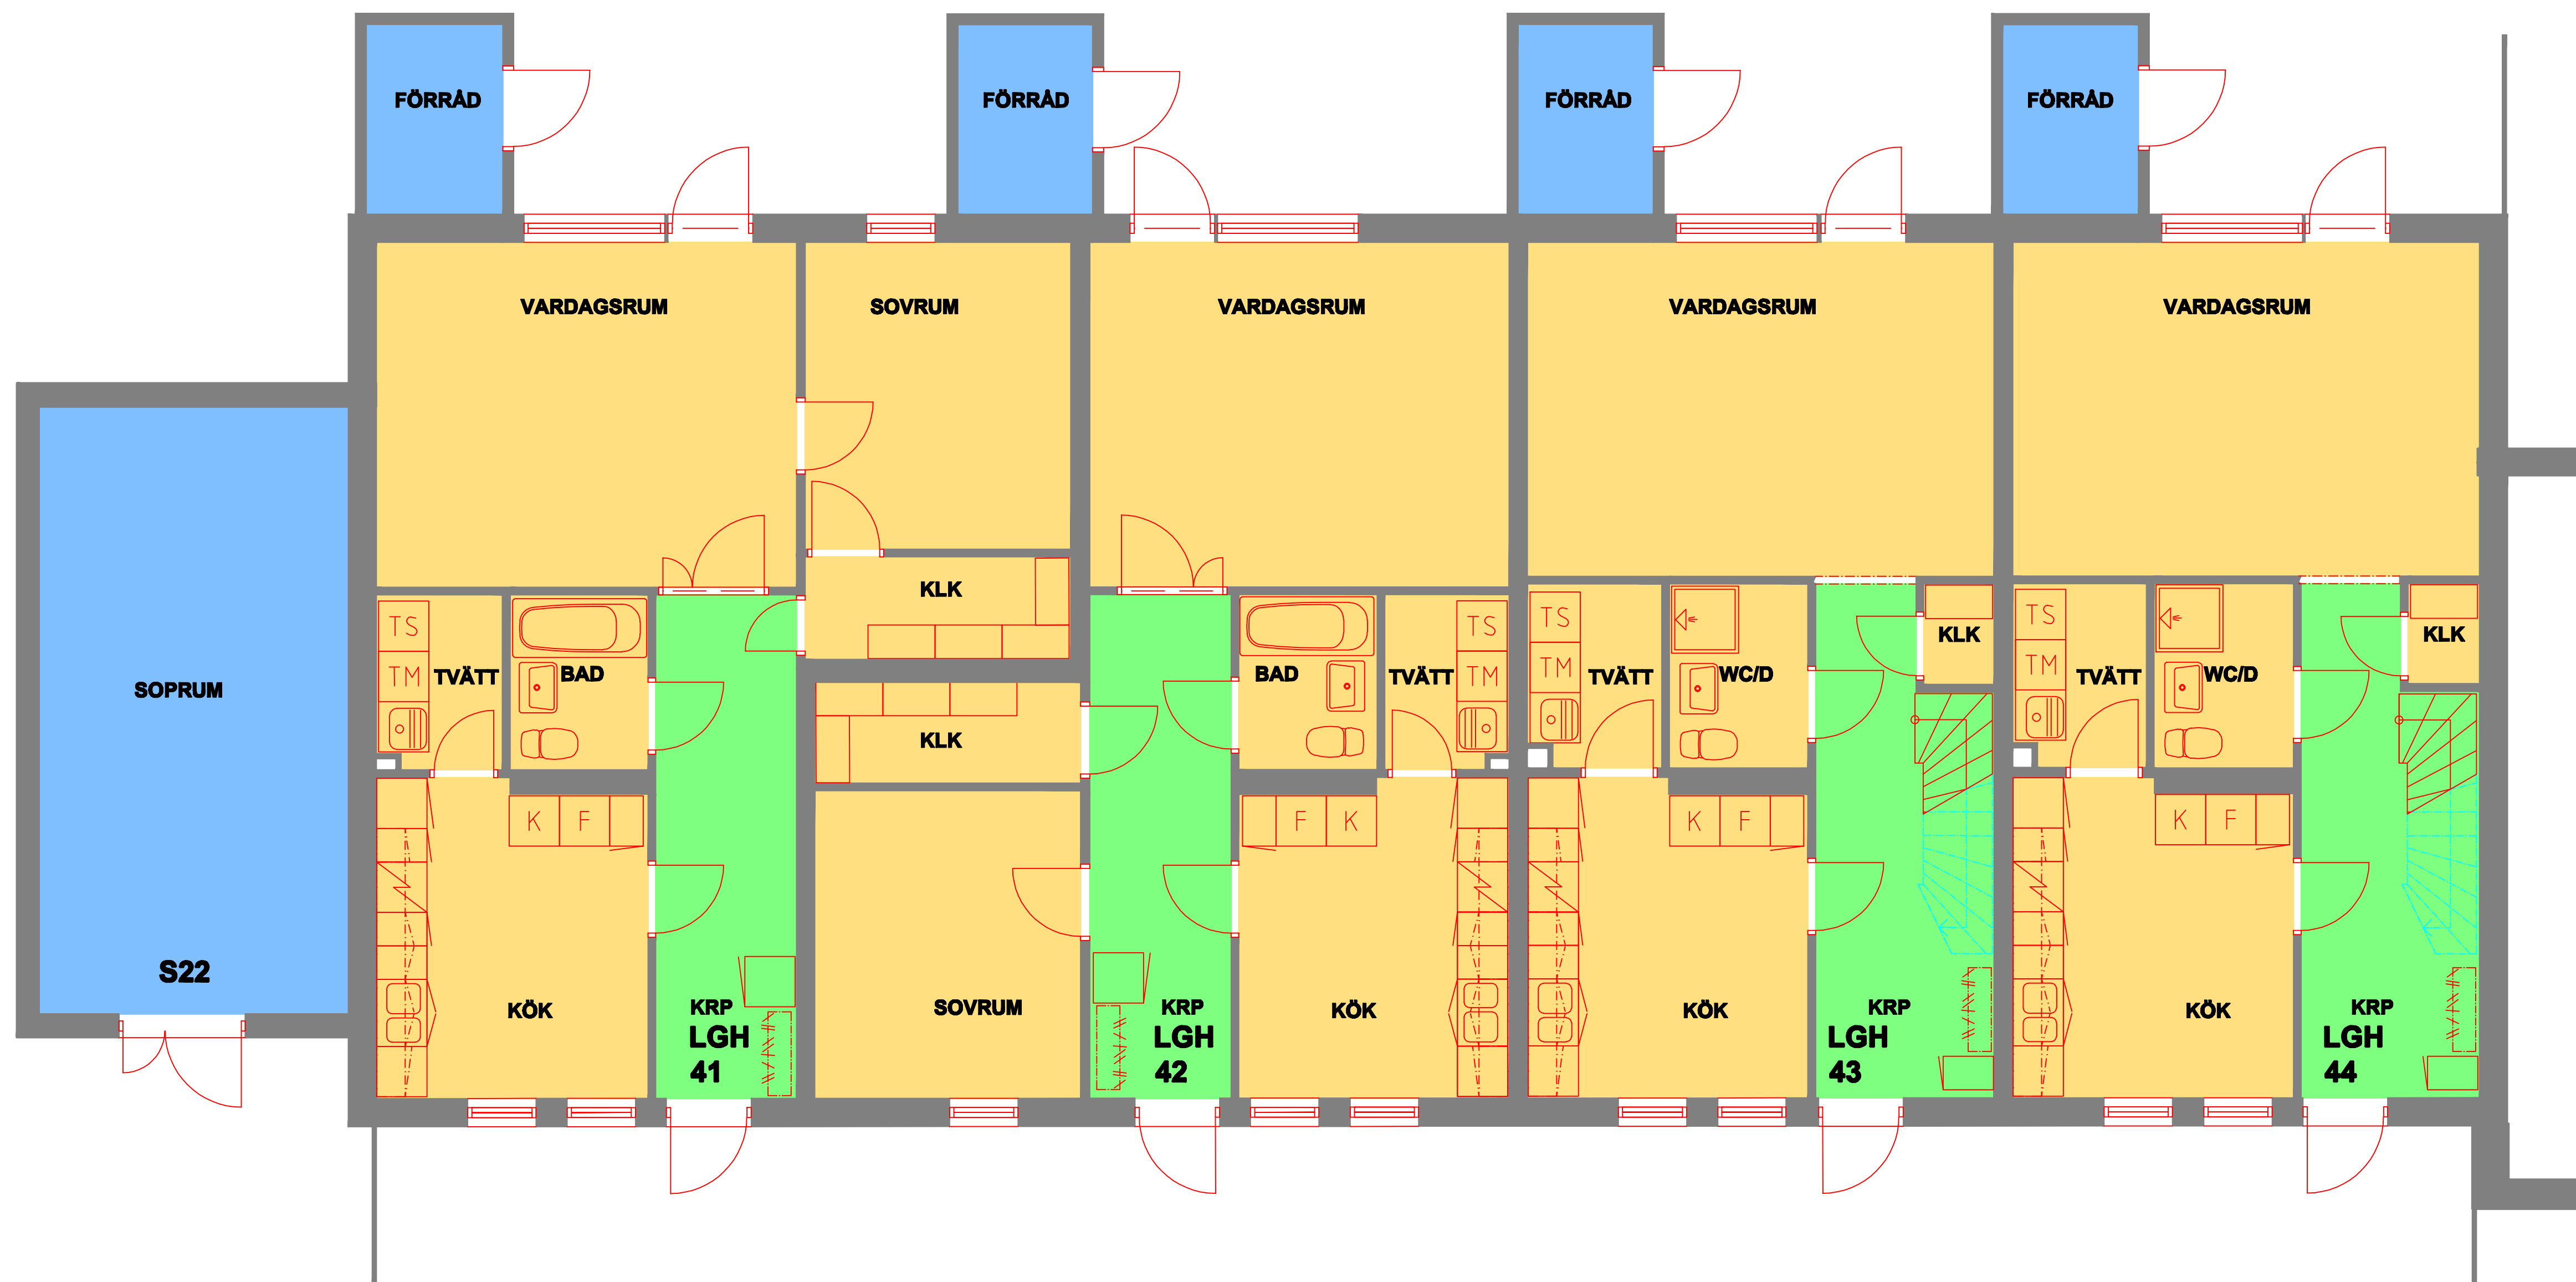 FÖRRÅD
FÖRRÅD
FÖRRÅD
FÖRRÅD
VARDAGSRUM
SOVRUM
VARDAGSRUM
VARDAGSRUM
VARDAGSRUM
SOPRUM
S22
TS
TM
TVÄTT
BAD
KLK
KLK
BAD
TVÄTT
TS
TM
TS
TM
TVÄTT
WC/D
KLK
TS
TM
TVÄTT
WC/D
KLK
K F
F K
K F
K F
KÖK
KRP
LGH
41
SOVRUM
KRP
LGH
42
KÖK
KÖK
KRP
LGH
43
KÖK
KRP
LGH
44